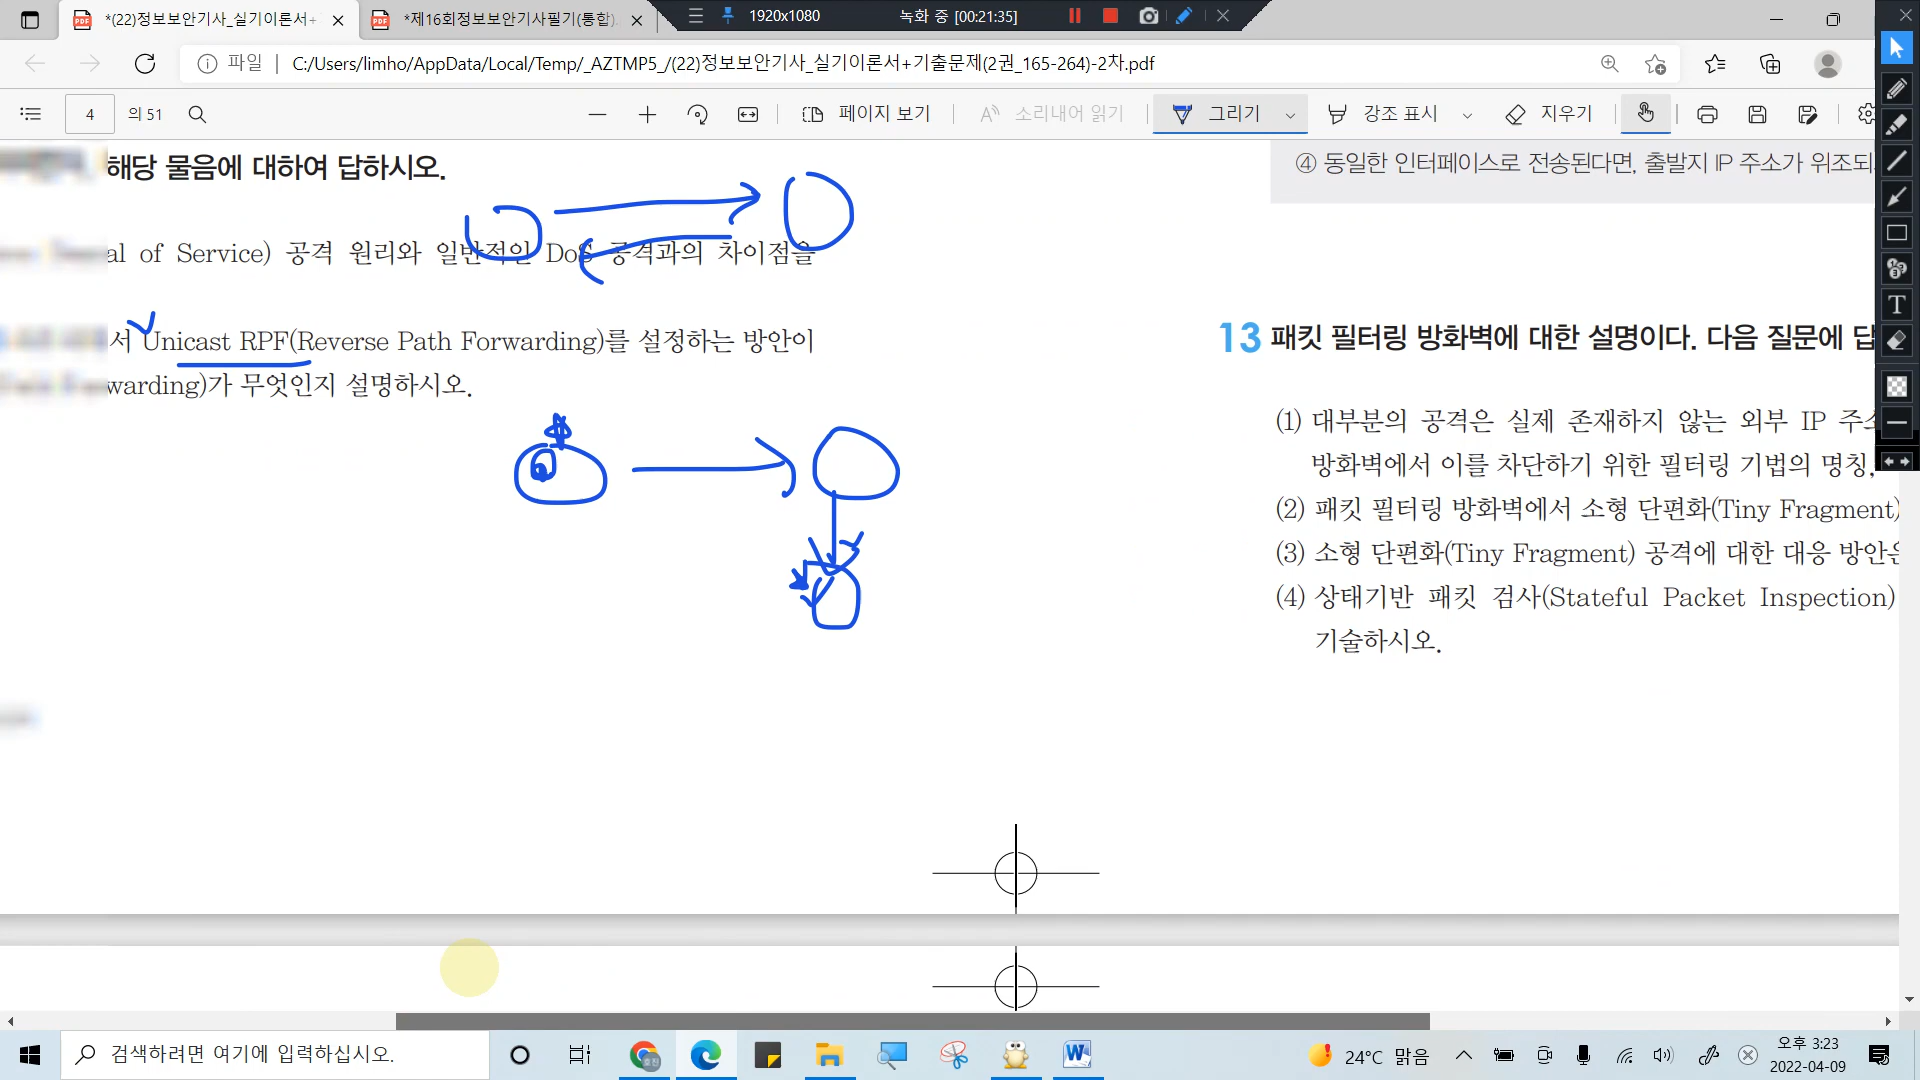 *(22)정보보안기사_실기이론서+
*제16회정보보안기사필기(통합).
1920x1080
녹화 중 [00:21:35]
파일
C:/Users/limho/AppData/Local/Temp/_AZTMP5_/(22)정보보안기사_실기이론서+기출문제(2권_165-264)-2차.pdf
4 의 51
페이지 보기
소리내어 읽기
그리기
강조 표시
지우기
해당 물음에 대하여 답하시오.
al of Service) 공격 원리와 일반적인 DoS 공격과의 차이점을
서 Unicast RPF(Reverse Path Forwarding)를 설정하는 방안이
warding)가 무엇인지 설명하시오.
④ 동일한 인터페이스로 전송된다면, 출발지 IP 주소가 위조되
13 패킷 필터링 방화벽에 대한 설명이다. 다음 질문에 답
(1) 대부분의 공격은 실제 존재하지 않는 외부 IP 주소
방화벽에서 이를 차단하기 위한 필터링 기법의 명칭,
(2) 패킷 필터링 방화벽에서 소형 단편화(Tiny Fragment)
(3) 소형 단편화(Tiny Fragment) 공격에 대한 대응 방안은
(4) 상태기반 패킷 검사(Stateful Packet Inspection)
기술하시오.
검색하려면 여기에 입력하십시오.
24°C 맑음
오후 3:23
2022-04-09